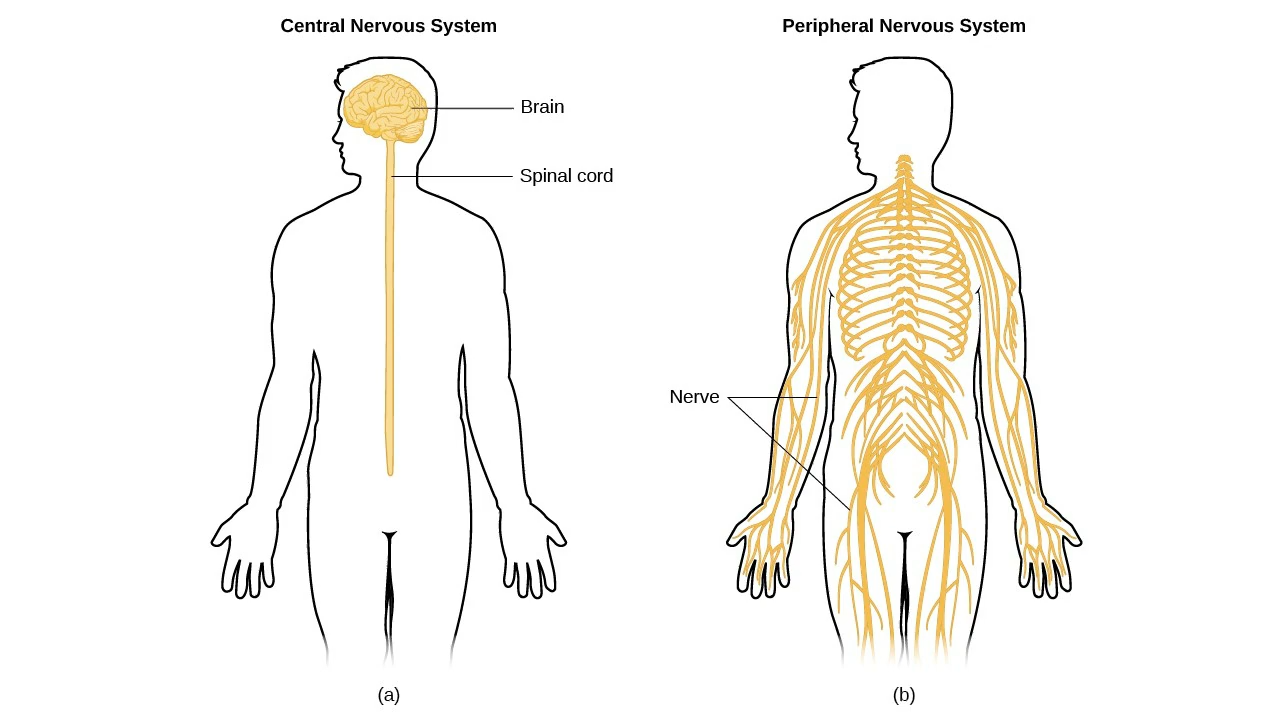 Central Nervous System
Peripheral Nervous System
Brain
Spinal cord
Nerve
(a)
(b)